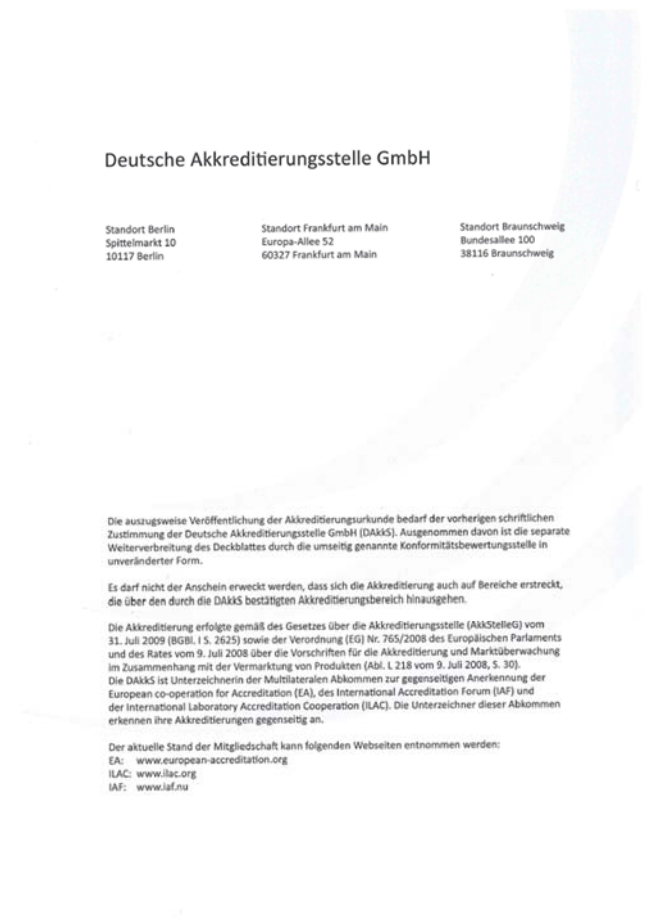 Deutsche Akkreditierungsstelle GmbH
Standort Berlin
Spittelmarkt 10
10117 Berlin
Standort Frankfurt am Main
Europa-Allee 52
60327 Frankfurt am Main
Standort Braunschweig
Bundesallee 100
38116 Braunschweig
Die auszugsweise Veröffentlichung der Akkreditierungsurkunde bedarf der vorherigen schriftlichen
Zustimmung der Deutsche Akkreditierungsstelle GmbH (DAkkS). Ausgenommen davon ist die separate
Weiterverbreitung des Deckblattes durch die umseitig genannte Konformitätsbewertungsstelle in
unveränderter Form.
Es darf nicht der Anschein erweckt werden, dass sich die Akkreditierung auch auf Bereiche erstreckt,
die über den durch die DAkkS bestätigten Akkreditierungsbereich hinausgehen.
Die Akkreditierung erfolgte gemäß des Gesetzes über die Akkreditierungsstelle (AkkStelleG) vom
31. Juli 2009 (BGBl. I S. 2625) sowie der Verordnung (EG) Nr. 765/2008 des Europäischen Parlaments
und des Rates vom 9. Juli 2008 über die Vorschriften für die Akkreditierung und Marktüberwachung
im Zusammenhang mit der Vermarktung von Produkten (Abl. L 218 vom 9. Juli 2008, S. 30).
Die DAkkS ist Unterzeichnerin der Multilateralen Abkommen zur gegenseitigen Anerkennung der
European co-operation for Accreditation (EA), des International Accreditation Forum (IAF) und
der International Laboratory Accreditation Cooperation (ILAC). Die Unterzeichner dieser Abkommen
erkennen ihre Akkreditierungen gegenseitig an.
Der aktuelle Stand der Mitgliedschaft kann folgenden Webseiten entnommen werden:
EA: www.european-accreditation.org
ILAC: www.ilac.org
IAF: www.iaf.nu